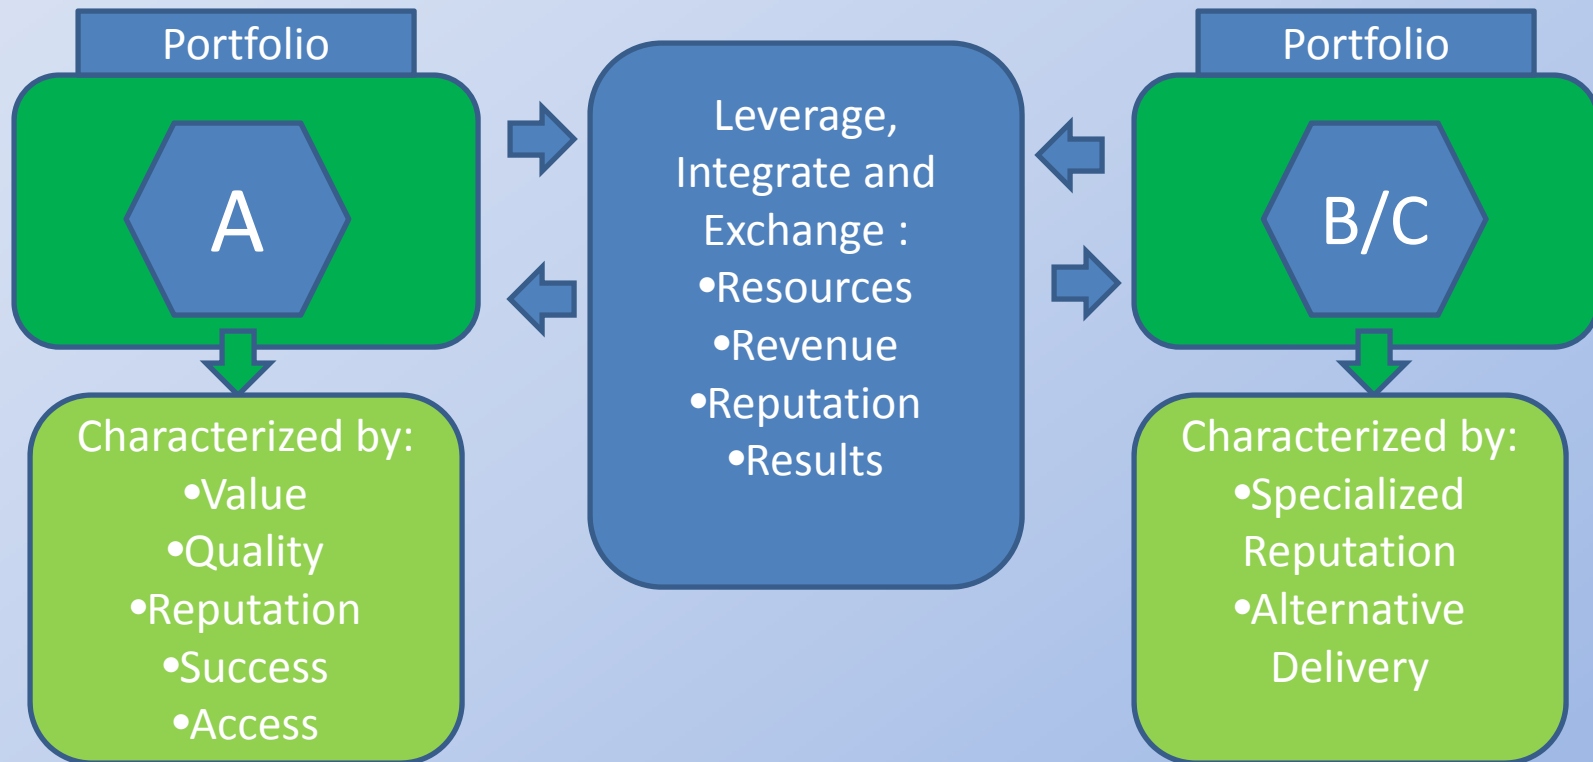 Portfolio
A
Characterized by:
•Value
•Quality
•Reputation
•Success
•Access
Leverage,
Integrate and
Exchange :
•Resources
•Revenue
•Reputation
•Results
Portfolio
B/C
Characterized by:
•Specialized
Reputation
•Alternative
Delivery